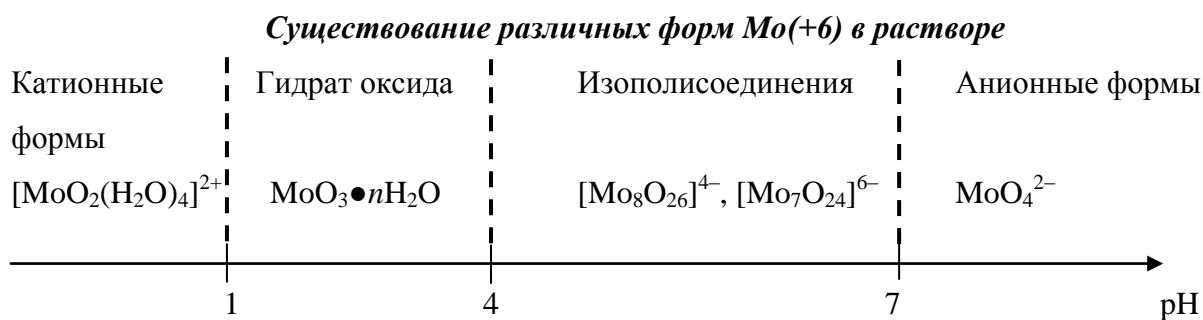 Существование различных форм Mo(+6) в растворе
Катионные Гидрат оксида Изополисоединения Анионные формы
формы
[MoO₂(H₂O)₄]²⁺ MoO₃●nH₂O [Mo₈O₂₆]⁴⁻, [Mo₇O₂₄]⁶⁻ MoO₄²⁻
1 4 7 pH